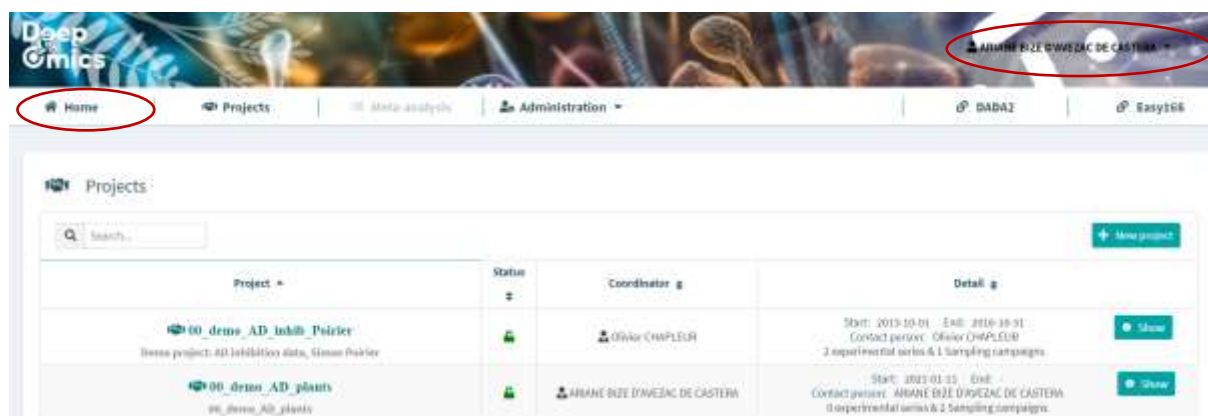 Deep
Omics
ARIANE BIZE D'AVEZAC DE CASTERA
Home Projects Meta-analysis Administration DADA2 Easy16S
Projects
Search...
New project
Project Status Coordinator Detail
00_demo_AD_inhib_Poirier
Demo project: AD inhibition data, Simon Poirier
Olivier CHAPLEUR
Start: 2013-10-01 End: 2016-10-31
Contact person: Olivier CHAPLEUR
2 experimental series & 1 Sampling campaigns
Show
00_demo_AD_plants
00_demo_AD_plants
ARIANE BIZE D'AVEZAC DE CASTERA
Start: 2021-01-15 End: -
Contact person: ARIANE BIZE D'AVEZAC DE CASTERA
0 experimental series & 2 Sampling campaigns
Show